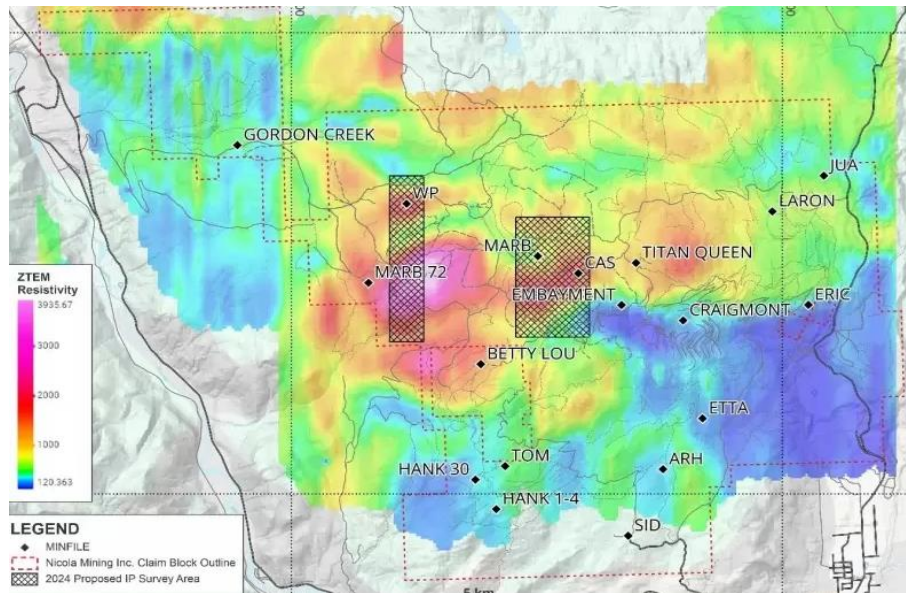 GORDON CREEK
JUA
WP
LARON
MARB
TITAN QUEEN
CAS
MARB 72
EMBAYMENT
ERIC
CRAIGMONT
BETTY LOU
ETTA
TOM
ARH
HANK 30
HANK 1-4
SID
ZTEM
Resistivity
3935.67
3000
2000
1000
120.363
LEGEND
MINFILE
Nicola Mining Inc. Claim Block Outline
2024 Proposed IP Survey Area
5 km